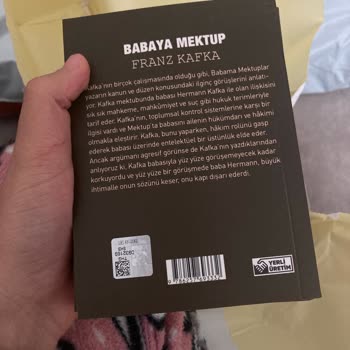 BABAYA MEKTUP
FRANZ KAFKA
Kafka'nın birçok çalışmasında olduğu gibi, Babama Mektuplar
yazarın kanun ve düzen konusundaki ilginç görüşlerini anlatı-
yor. Kafka mektubunda babası Hermann Kafka ile olan ilişkisini
sık sık mahkeme, mahkûmiyet ve suç gibi hukuk terimleriyle
tarif eder. Kafka'nın, toplumsal kontrol sistemlerine karşı bir
ilgisi vardı ve Mektup'ta babasını ailenin hükümdarı ve hâkimi
olmakla eleştirir. Kafka, bunu yaparken, hâkim rolünü gasp
ederek babası üzerinde entelektüel bir üstünlük elde eder.
Ancak argümanı agresif görünse de Kafka'nın yazdıklarından
anlıyoruz ki. Kafka babasıyla yüz yüze görüşemeyecek kadar
korkuyordu ve yüz yüze bir görüşmede baba Hermann, büyük
ihtimalle onun sözünü keser, onu kapı dışarı ederdi.
YERLİ
ÜRETİM